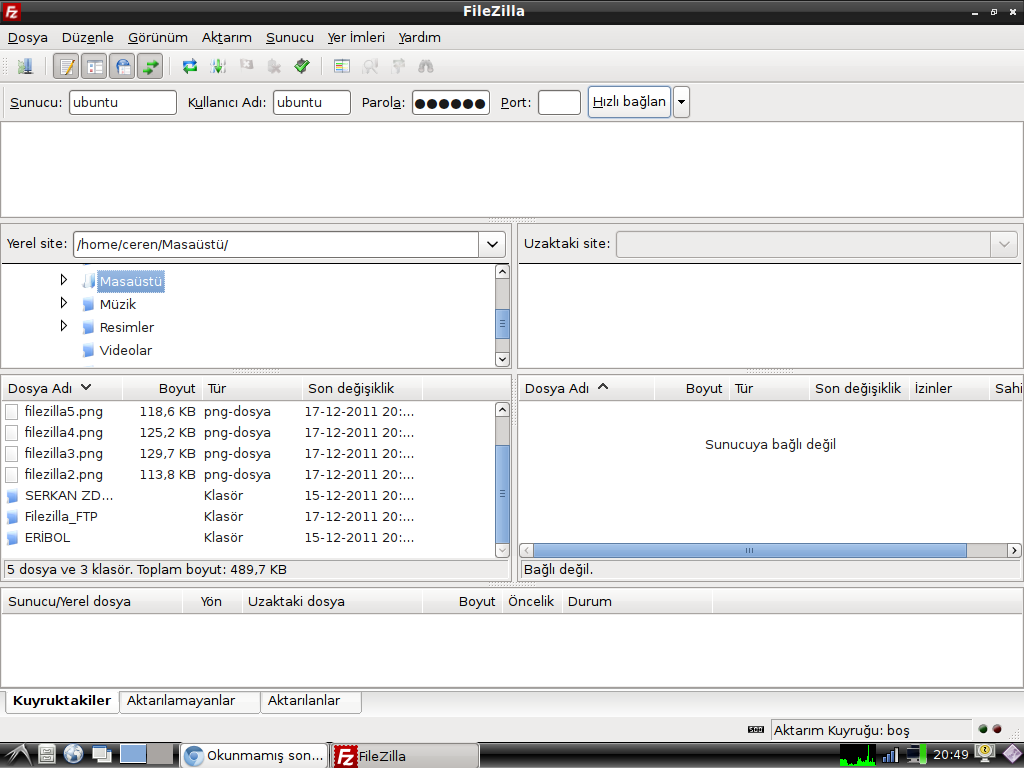 FileZilla
Dosya Düzenle Görünüm Aktarım Sunucu Yer İmleri Yardım
Sunucu: ubuntu Kullanıcı Adı: ubuntu Parola: ●●●●●● Port: Hızlı bağlan
Yerel site: /home/ceren/Masaüstü/ Uzaktaki site:
Masaüstü
Müzik
Resimler
Videolar
Dosya Adı Boyut Tür Son değişiklik Dosya Adı Boyut Tür Son değişiklik İzinler Sahi
filezilla5.png 118,6 KB png-dosya 17-12-2011 20:...
filezilla4.png 125,2 KB png-dosya 17-12-2011 20:...
filezilla3.png 129,7 KB png-dosya 17-12-2011 20:...
filezilla2.png 113,8 KB png-dosya 17-12-2011 20:...
SERKAN ZD... Klasör 15-12-2011 20:...
Filezilla_FTP Klasör 17-12-2011 20:...
ERİBOL Klasör 15-12-2011 20:...
Sunucuya bağlı değil
5 dosya ve 3 klasör. Toplam boyut: 489,7 KB Bağlı değil.
Sunucu/Yerel dosya Yön Uzaktaki dosya Boyut Öncelik Durum
Kuyruktakiler Aktarılamayanlar Aktarılanlar
Aktarım Kuyruğu: boş
Okunmamış son... FileZilla 20:49